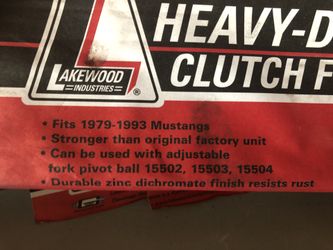 HEAVY-D
CLUTCH F
LAKEWOOD
INDUSTRIES
®
• Fits 1979-1993 Mustangs
• Stronger than original factory unit
• Can be used with adjustable
fork pivot ball 15502, 15503, 15504
• Durable zinc dichromate finish resists rust